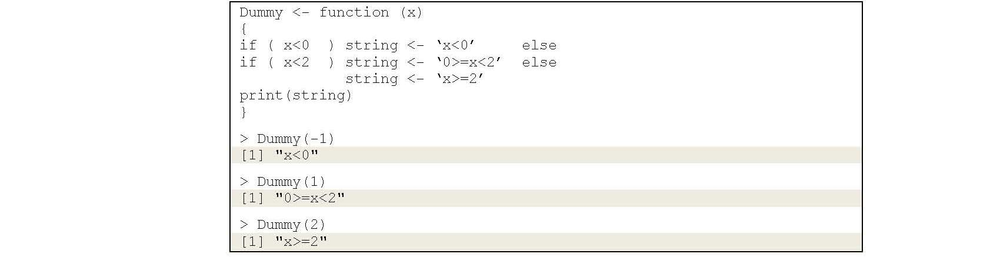 Dummy <- function (x)
{
if ( x<0  ) string <- ‘x<0’     else
if ( x<2  ) string <- ‘0>=x<2’  else
            string <- ‘x>=2’
print(string)
}
> Dummy(-1)
[1] "x<0"
> Dummy(1)
[1] "0>=x<2"
> Dummy(2)
[1] "x>=2"